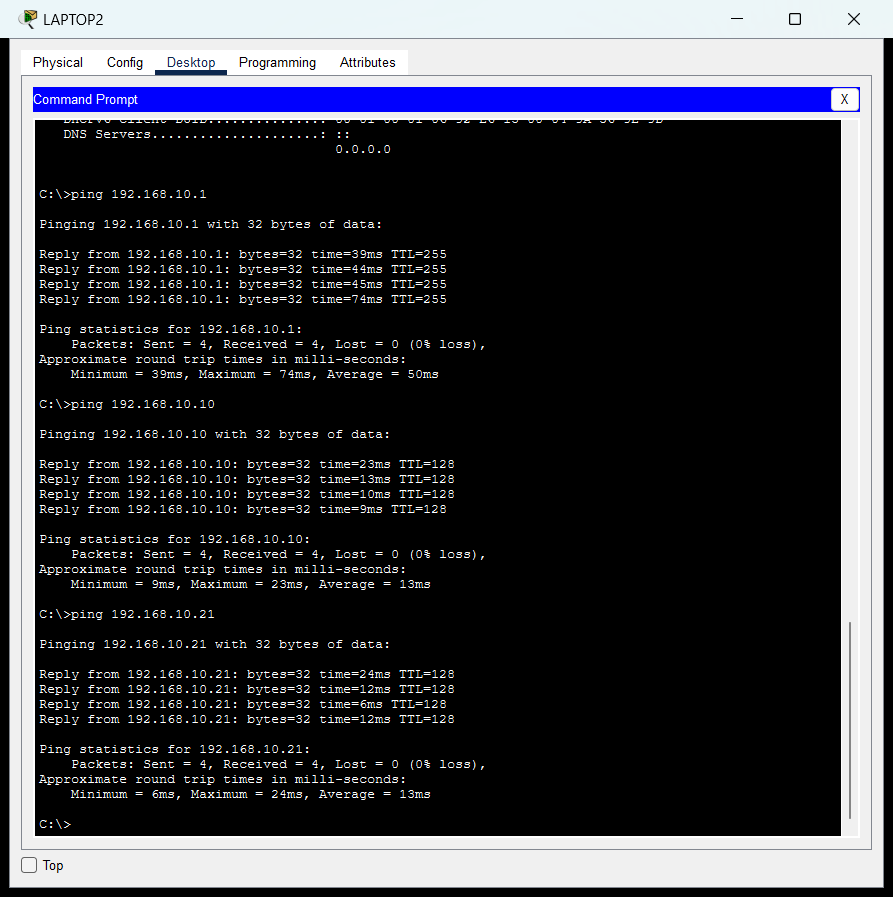 LAPTOP2
Physical Config Desktop Programming Attributes
Command Prompt
X
DNS Servers.....................: ::
0.0.0.0
C:\>ping 192.168.10.1
Pinging 192.168.10.1 with 32 bytes of data:
Reply from 192.168.10.1: bytes=32 time=39ms TTL=255
Reply from 192.168.10.1: bytes=32 time=44ms TTL=255
Reply from 192.168.10.1: bytes=32 time=45ms TTL=255
Reply from 192.168.10.1: bytes=32 time=74ms TTL=255
Ping statistics for 192.168.10.1:
Packets: Sent = 4, Received = 4, Lost = 0 (0% loss),
Approximate round trip times in milli-seconds:
Minimum = 39ms, Maximum = 74ms, Average = 50ms
C:\>ping 192.168.10.10
Pinging 192.168.10.10 with 32 bytes of data:
Reply from 192.168.10.10: bytes=32 time=23ms TTL=128
Reply from 192.168.10.10: bytes=32 time=13ms TTL=128
Reply from 192.168.10.10: bytes=32 time=10ms TTL=128
Reply from 192.168.10.10: bytes=32 time=9ms TTL=128
Ping statistics for 192.168.10.10:
Packets: Sent = 4, Received = 4, Lost = 0 (0% loss),
Approximate round trip times in milli-seconds:
Minimum = 9ms, Maximum = 23ms, Average = 13ms
C:\>ping 192.168.10.21
Pinging 192.168.10.21 with 32 bytes of data:
Reply from 192.168.10.21: bytes=32 time=24ms TTL=128
Reply from 192.168.10.21: bytes=32 time=12ms TTL=128
Reply from 192.168.10.21: bytes=32 time=6ms TTL=128
Reply from 192.168.10.21: bytes=32 time=12ms TTL=128
Ping statistics for 192.168.10.21:
Packets: Sent = 4, Received = 4, Lost = 0 (0% loss),
Approximate round trip times in milli-seconds:
Minimum = 6ms, Maximum = 24ms, Average = 13ms
C:\>
Top